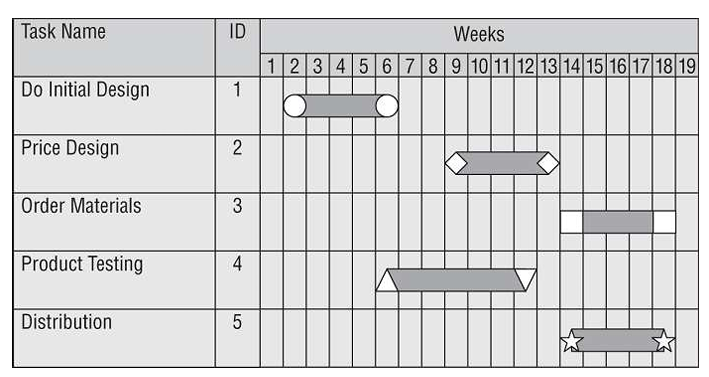 Task Name ID Weeks
1 2 3 4 5 6 7 8 9 10 11 12 13 14 15 16 17 18 19
Do Initial Design 1
Price Design 2
Order Materials 3
Product Testing 4
Distribution 5